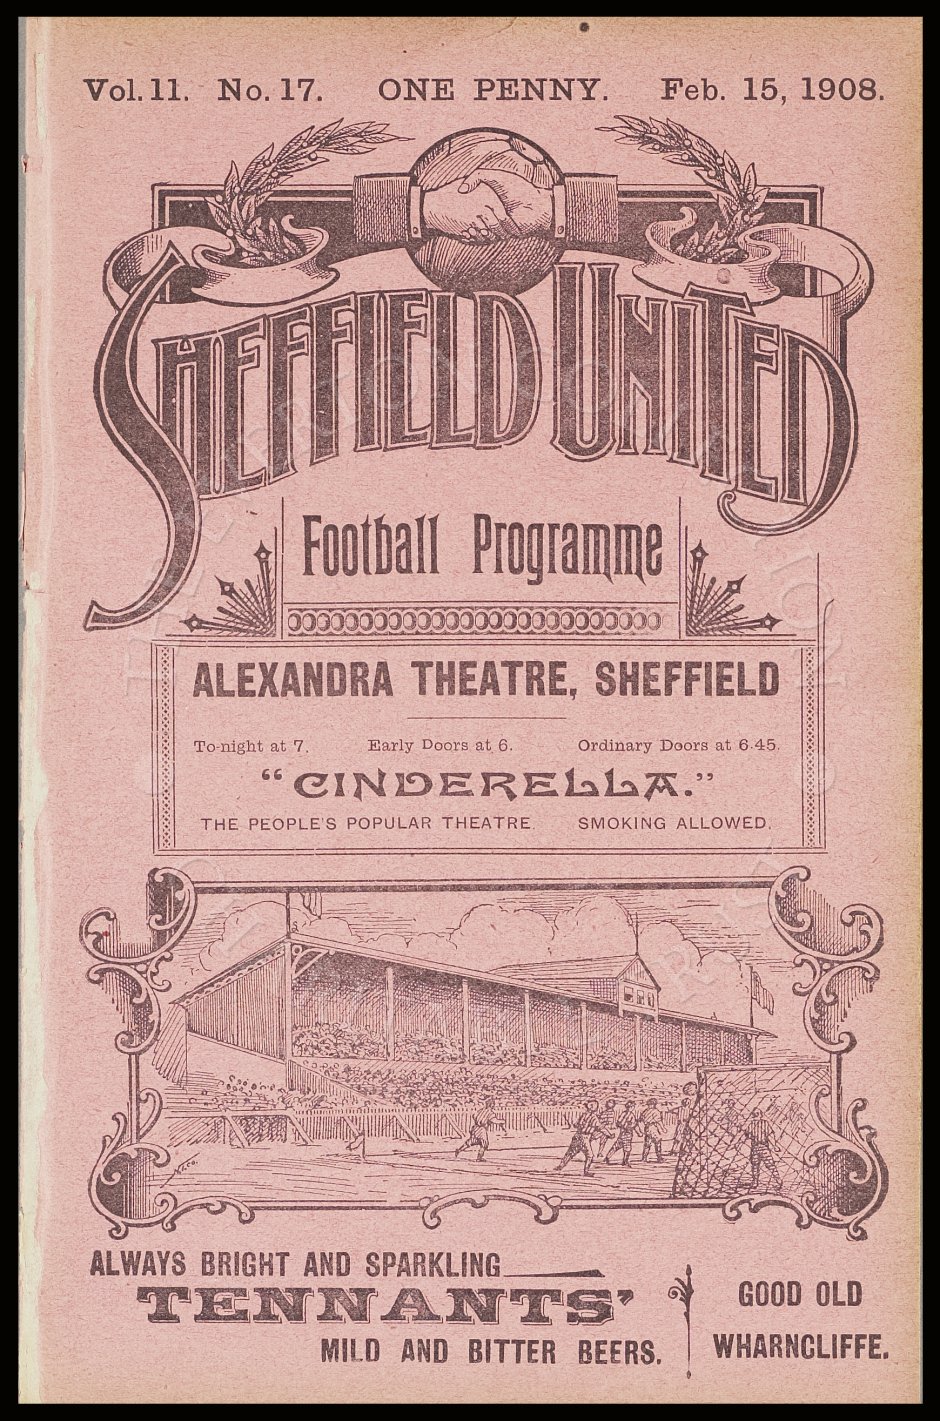 Vol. 11. No. 17. ONE PENNY. Feb. 15, 1908.
SHEFFIELD UNITED
Football Programme
ALEXANDRA THEATRE, SHEFFIELD
To-night at 7. Early Doors at 6. Ordinary Doors at 6.45.
"CINDERELLA."
THE PEOPLE'S POPULAR THEATRE. SMOKING ALLOWED.
ALWAYS BRIGHT AND SPARKLING
TENNANTS'
MILD AND BITTER BEERS.
GOOD OLD
WHARNCLIFFE.